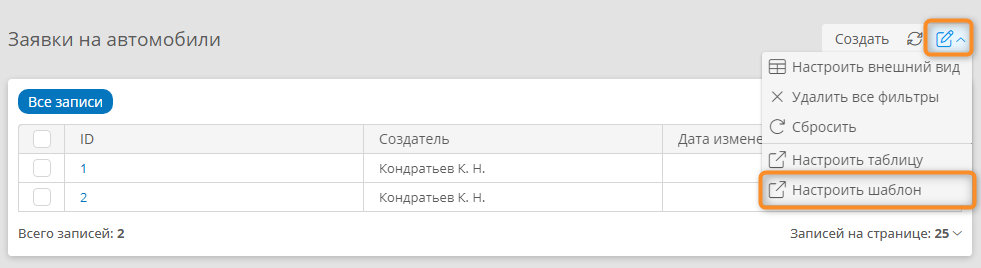 Заявки на автомобили
Создать
Настроить внешний вид
Удалить все фильтры
Сбросить
Настроить таблицу
Настроить шаблон
Все записи
ID Создатель Дата измене
1 Кондратьев К. Н.
2 Кондратьев К. Н.
Всего записей: 2 Записей на странице: 25